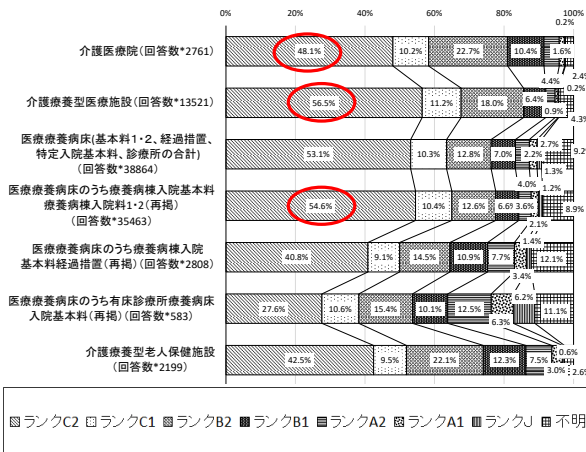 0% 20% 40% 60% 80% 100%
0.2%
介護医療院(回答数*2761)
48.1% 10.2% 22.7% 10.4% 1.6%
4.4% 2.4%
0.2%
介護療養型医療施設(回答数*13521)
56.5% 11.2% 18.0% 6.4%
0.9% 4.3%
医療療養病床(基本料1・2、経過措置、
特定入院基本料、診療所の合計)
(回答数*38864)
53.1% 10.3% 12.8% 7.0% 2.2% 2.7% 9.2%
4.0% 1.3%
医療療養病床のうち療養病棟入院基本料
療養病棟入院料1・2(再掲)
(回答数*35463)
54.6% 10.4% 12.6% 6.6% 3.6% 1.2% 8.9%
2.1%
医療療養病床のうち療養病棟入院
基本料経過措置(再掲)(回答数*2808)
40.8% 9.1% 14.5% 10.9% 7.7% 1.4% 12.1%
3.4%
医療療養病床のうち有床診療所療養病床
入院基本料(再掲)(回答数*583)
27.6% 10.6% 15.4% 10.1% 12.5% 6.2% 11.1%
6.3%
介護療養型老人保健施設
(回答数*2199)
42.5% 9.5% 22.1% 12.3% 7.5% 0.6%
3.0% 2.6%
ランクC2 ランクC1 ランクB2 ランクB1 ランクA2 ランクA1 ランクJ 不明